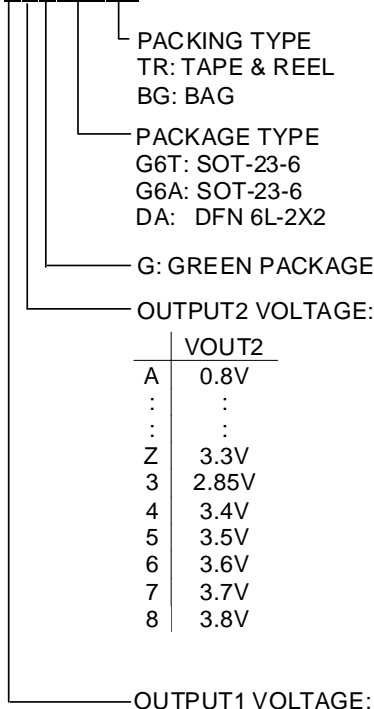 PACKING TYPE
TR: TAPE & REEL
BG: BAG
PACKAGE TYPE
G6T: SOT-23-6
G6A: SOT-23-6
DA: DFN 6L-2X2
G: GREEN PACKAGE
OUTPUT2 VOLTAGE:
VOUT2
A 0.8V
: :
: :
Z 3.3V
3 2.85V
4 3.4V
5 3.5V
6 3.6V
7 3.7V
8 3.8V
OUTPUT1 VOLTAGE: